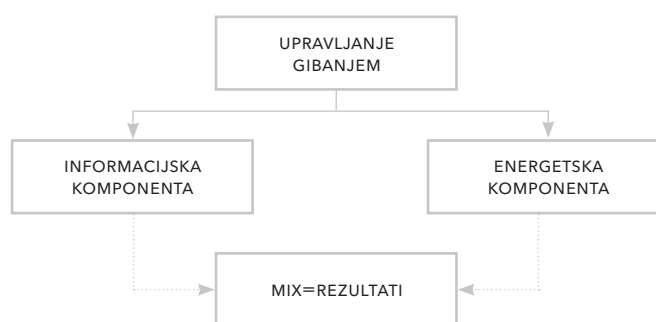 UPRAVLJANJE
GIBANJEM
INFORMACIJSKA
KOMPONENTA
ENERGETSKA
KOMPONENTA
MIX=REZULTATI